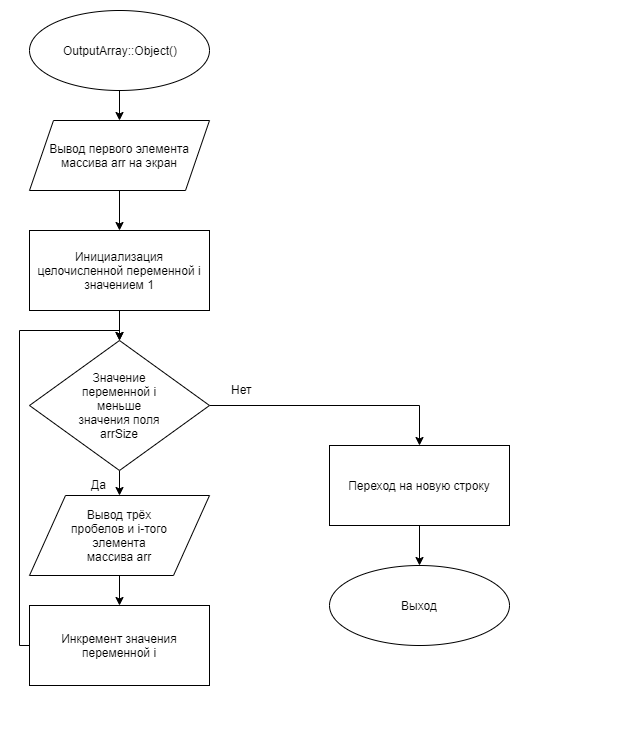 OutputArray::Object()
Вывод первого элемента
массива arr на экран
Инициализация
целочисленной переменной i
значением 1
Значение
переменной i
меньше
значения поля
arrSize
Нет
Да
Вывод трёх
пробелов и i-того
элемента
массива arr
Переход на новую строку
Инкремент значения
переменной i
Выход